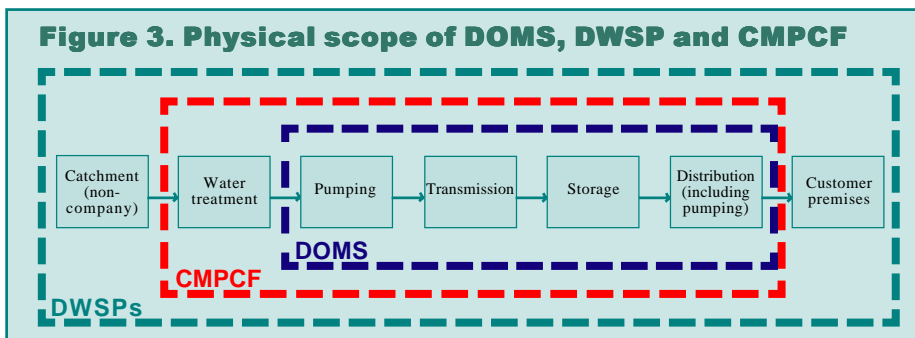 Figure 3. Physical scope of DOMS, DWSP and CMPCF
Catchment
(non-
company)
Water
treatment
Pumping
Transmission
Storage
Distribution
(including
pumping)
Customer
premises
DOMS
CMPCF
DWSPs